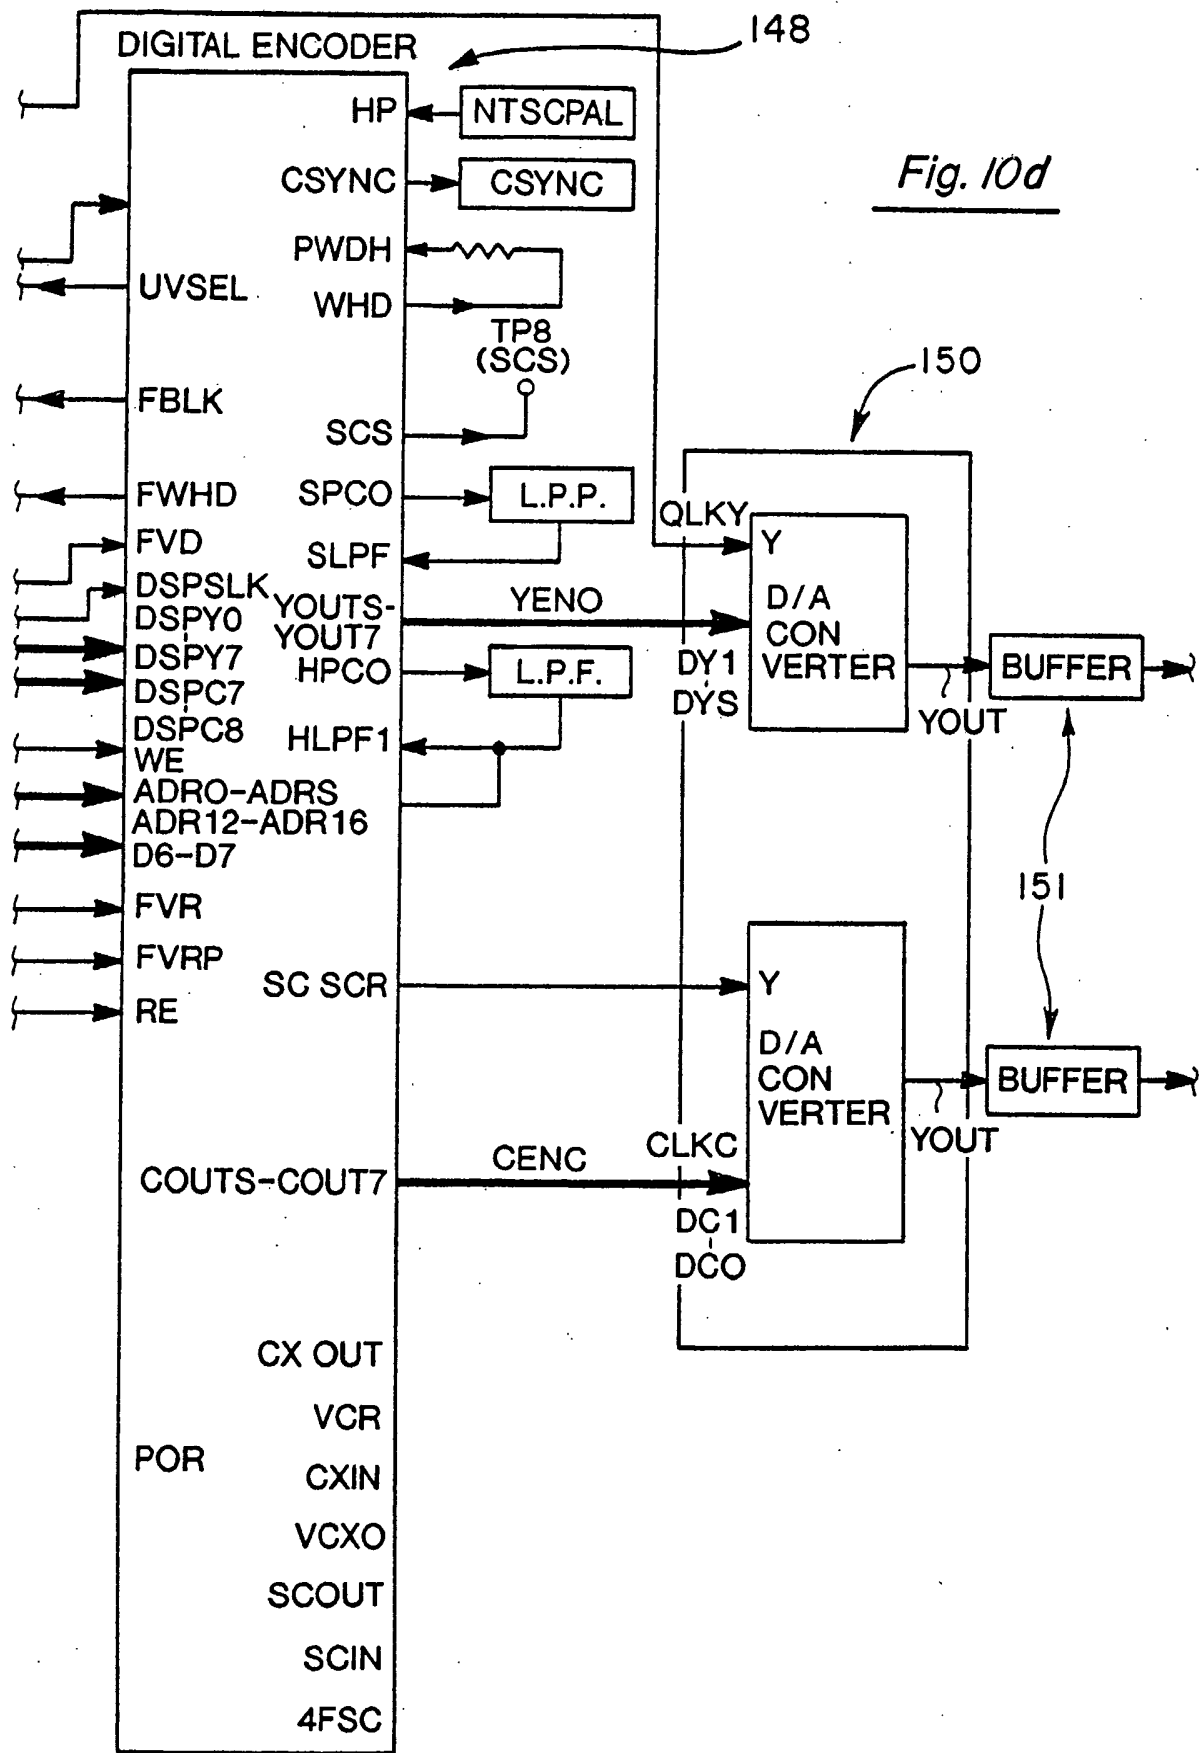 148
DIGITAL ENCODER
HP
NTSCPAL
CSYNC
CSYNC
Fig. 10d
PWDH
UVSEL
WHD
TP8
(SCS)
150
FBLK
SCS
FWHD
SPCO
L.P.P.
QLKY
FVD
SLPF
Y
DSPSLK
DSPY0
DSPY7
DSPC7
DSPC8
YOUTS-
YOUT7
YENO
D/A
CON
VERTER
HPCO
L.P.F.
DY1
DYS
BUFFER
YOUT
WE
HLPF1
ADRO-ADRS
ADR12-ADR16
D6-D7
151
FVR
FVRP
SC SCR
Y
RE
D/A
CON
VERTER
BUFFER
YOUT
CLKC
COUTS-COUT7
CENC
DC1
DCO
CX OUT
VCR
POR
CXIN
VCXO
SCOUT
SCIN
4FSC